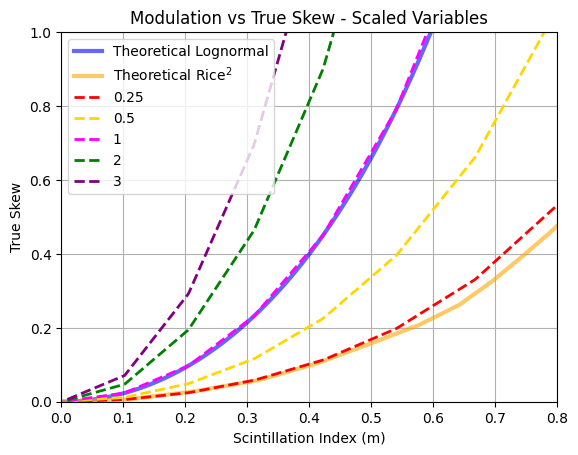 Modulation vs True Skew - Scaled Variables
True Skew
1.0
0.8
0.6
0.4
0.2
0.0
Theoretical Lognormal
Theoretical Rice²
0.25
0.5
1
2
3
0.0 0.1 0.2 0.3 0.4 0.5 0.6 0.7 0.8
Scintillation Index (m)